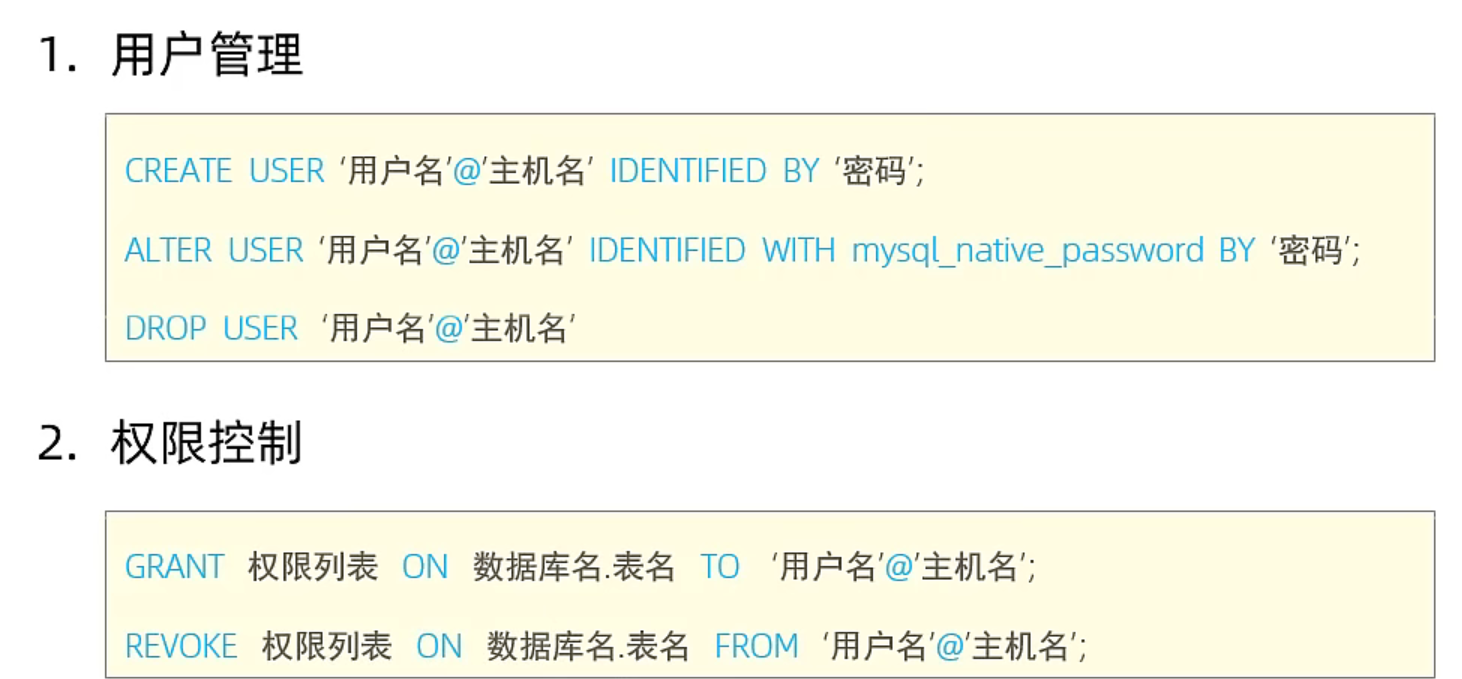 1. 用户管理
CREATE USER ‘用户名’@’主机名’ IDENTIFIED BY ‘密码’;
ALTER USER ‘用户名’@’主机名’ IDENTIFIED WITH mysql_native_password BY ‘密码’;
DROP USER ‘用户名’@’主机名’
2. 权限控制
GRANT 权限列表 ON 数据库名.表名 TO ‘用户名’@’主机名’;
REVOKE 权限列表 ON 数据库名.表名 FROM ‘用户名’@’主机名’;